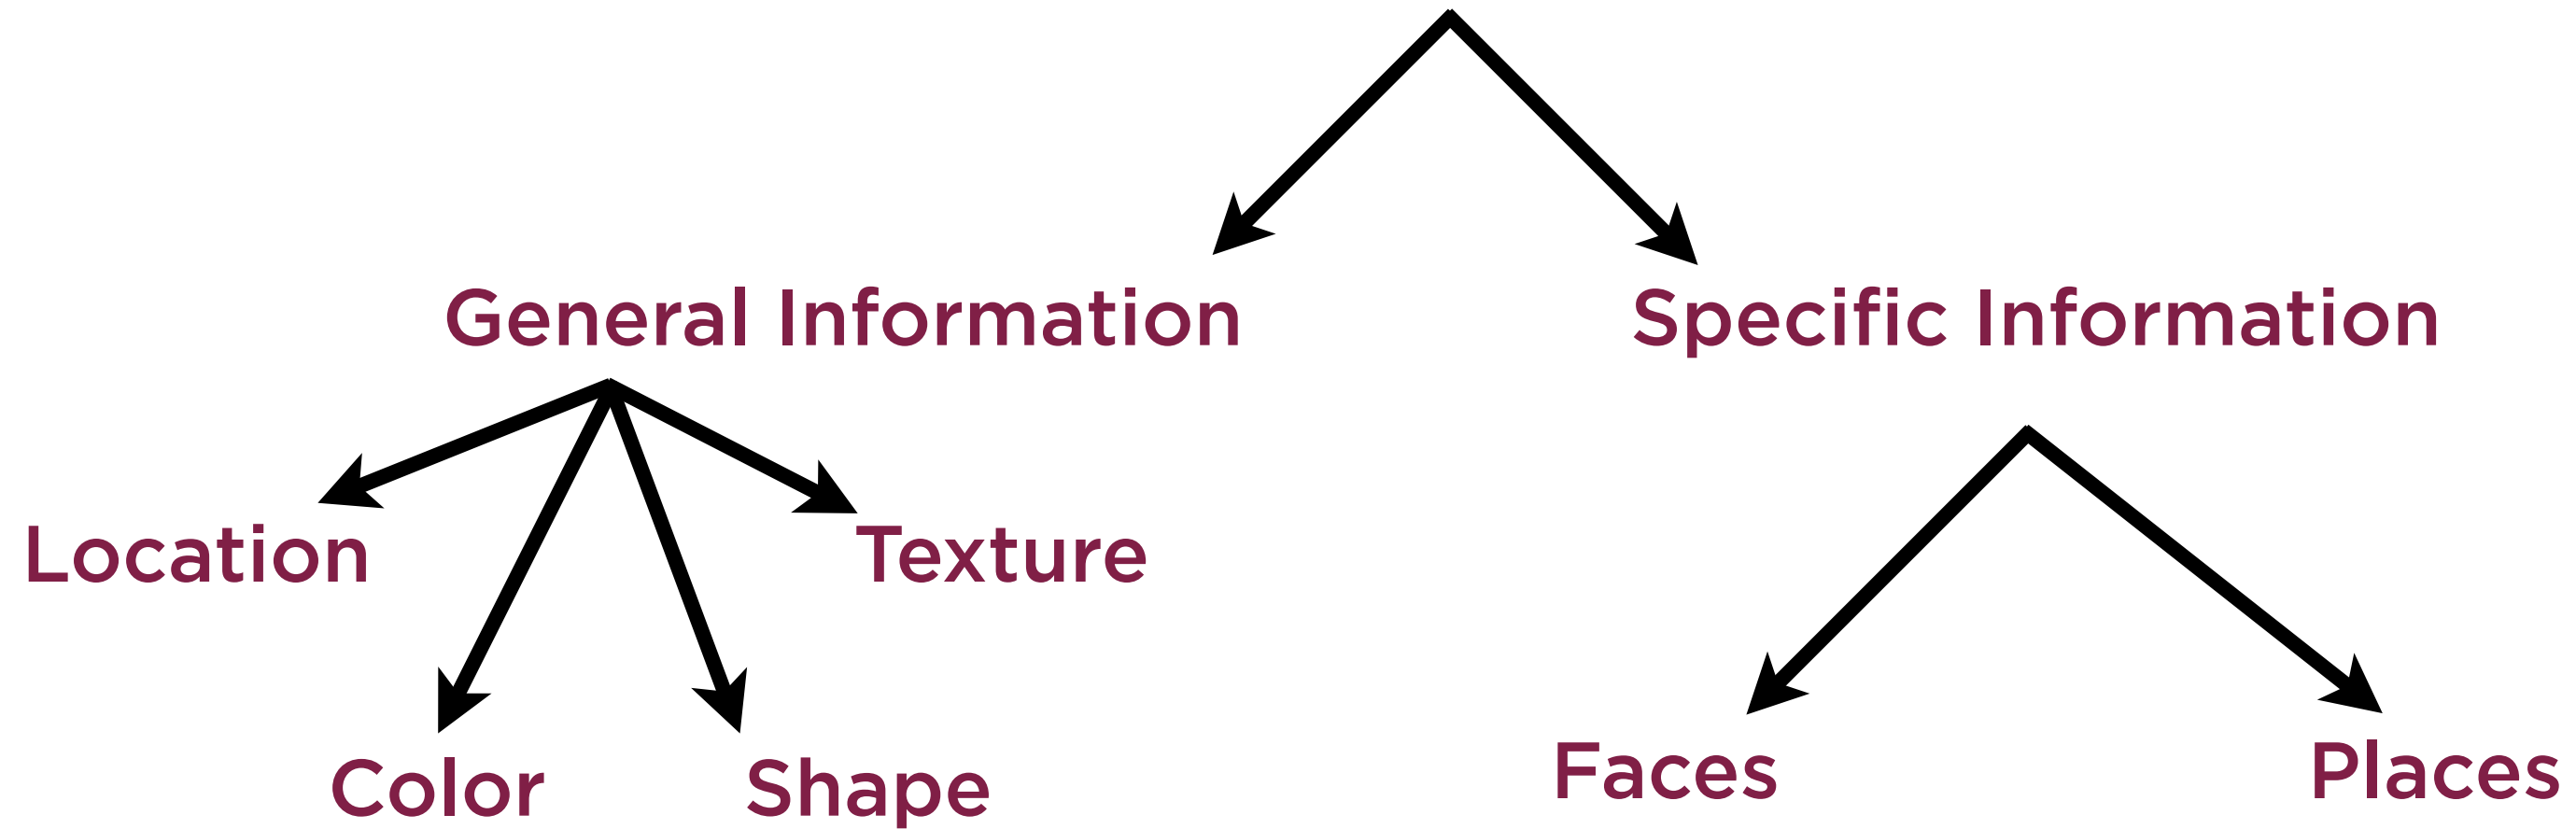 General Information
Specific Information
Location
Texture
Color
Shape
Faces
Places